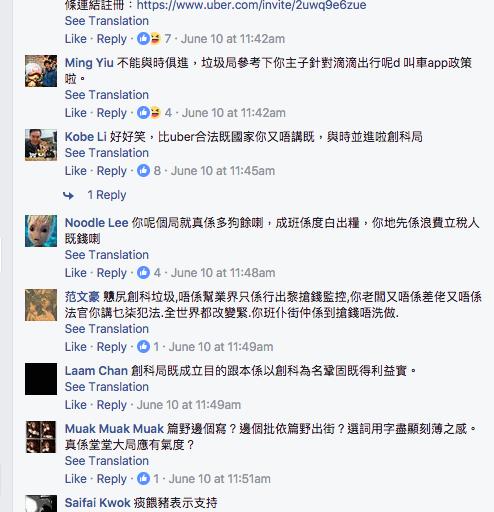 條連結註冊：https://www.uber.com/invite/2uwq9e6zue
See Translation
Like · Reply · 7 · June 10 at 11:42am
Ming Yiu 不能與時俱進，垃圾局參考下你主子針對滴滴出行呢d 叫車app政策
啦。
See Translation
Like · Reply · 4 · June 10 at 11:42am
Kobe Li 好好笑，比uber合法既國家你又唔講既，與時並進啦創科局
See Translation
Like · Reply · 8 · June 10 at 11:45am
1 Reply
Noodle Lee 你呢個局就真係多狗餘喇，成班係度白出糧，你地先係浪費立稅人
既錢喇
See Translation
Like · Reply · 4 · June 10 at 11:48am
范文豪 戇尻創科垃圾,唔係幫業界只係行出黎搶錢監控,你老闆又唔係差佬又唔係
法官你講乜柒犯法.全世界都改變緊.你班仆街仲係到搶錢唔洗做.
See Translation
Like · Reply · 1 · June 10 at 11:49am
Laam Chan 創科局既成立目的跟本係以創科為名鞏固既得利益實。
See Translation
Like · Reply · June 10 at 11:49am
Muak Muak Muak 篇野邊個寫？邊個批依篇野出街？選詞用字盡顯刻薄之感。
真係堂堂大局應有氣度？
See Translation
Like · Reply · 1 · June 10 at 11:51am
Saifai Kwok 瘐餵豬表示支持